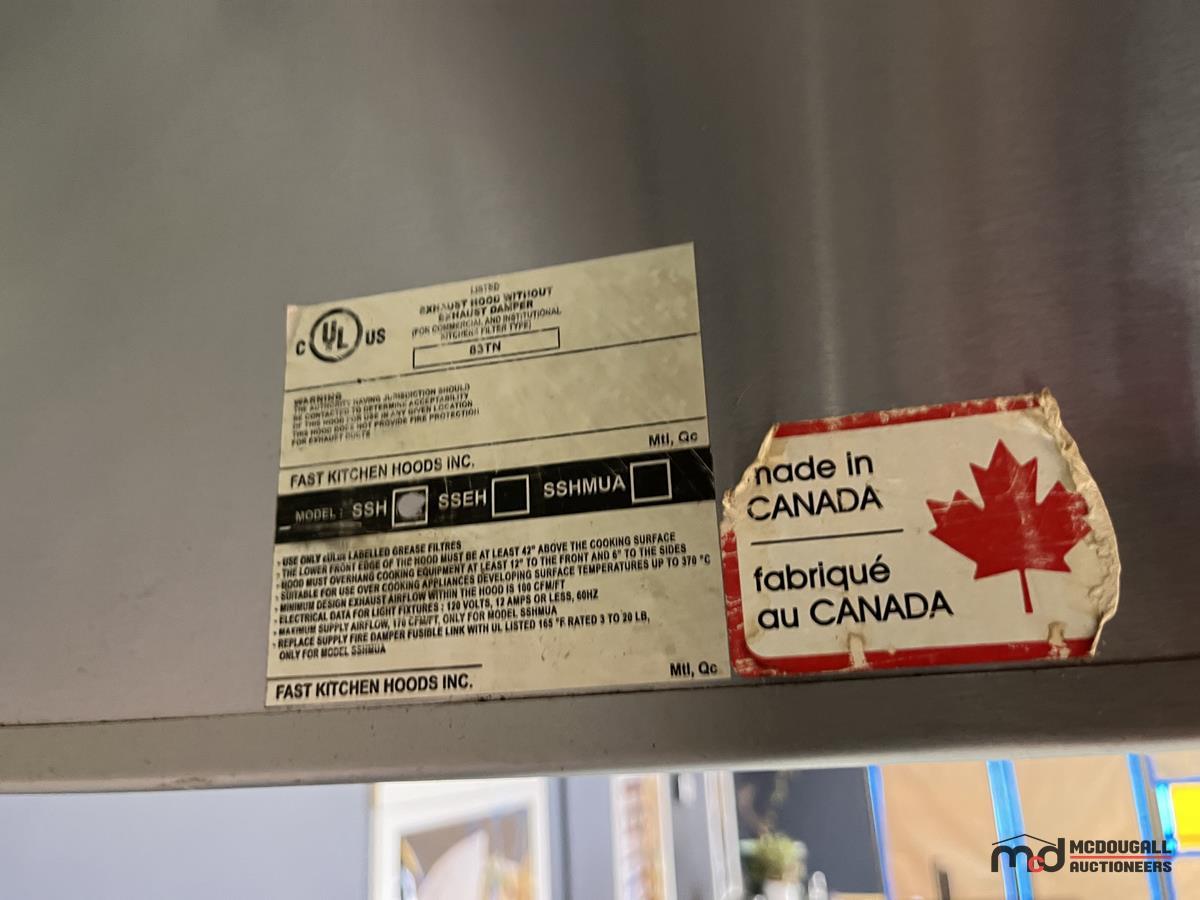 LISTED
EXHAUST HOOD WITHOUT
EXHAUST DAMPER
(FOR COMMERCIAL AND INSTITUTIONAL
KITCHENS FILTER TYPE)
C UL US
83TN
WARNING
THE AUTHORITY HAVING JURISDICTION SHOULD
BE CONTACTED TO DETERMINE ACCEPTABILITY
OF THIS HOOD FOR USE IN ANY GIVEN LOCATION
THIS HOOD DOES NOT PROVIDE FIRE PROTECTION
FOR EXHAUST DUCTS
Mtl, Qc
FAST KITCHEN HOODS INC.
MODEL: SSH SSEH SSHMUA
- USE ONLY cULus LABELLED GREASE FILTRES
- THE LOWER FRONT EDGE OF THE HOOD MUST BE AT LEAST 42" ABOVE THE COOKING SURFACE
- HOOD MUST OVERHANG COOKING EQUIPMENT AT LEAST 12" TO THE FRONT AND 6" TO THE SIDES
- SUITABLE FOR USE OVER COOKING APPLIANCES DEVELOPING SURFACE TEMPERATURES UP TO 370 °C
- MINIMUM DESIGN EXHAUST AIRFLOW WITHIN THE HOOD IS 160 CFM/FT
- ELECTRICAL DATA FOR LIGHT FIXTURES : 120 VOLTS, 12 AMPS OR LESS, 60HZ
- MAXIMUM SUPPLY AIRFLOW, 170 CFM/FT, ONLY FOR MODEL SSHMUA
- REPLACE SUPPLY FIRE DAMPER FUSIBLE LINK WITH UL LISTED 165 °F RATED 3 TO 20 LB,
ONLY FOR MODEL SSHMUA
Mtl, Qc
FAST KITCHEN HOODS INC.
made in
CANADA
fabriqué
au CANADA
mcd MCDOUGALL
AUCTIONEERS